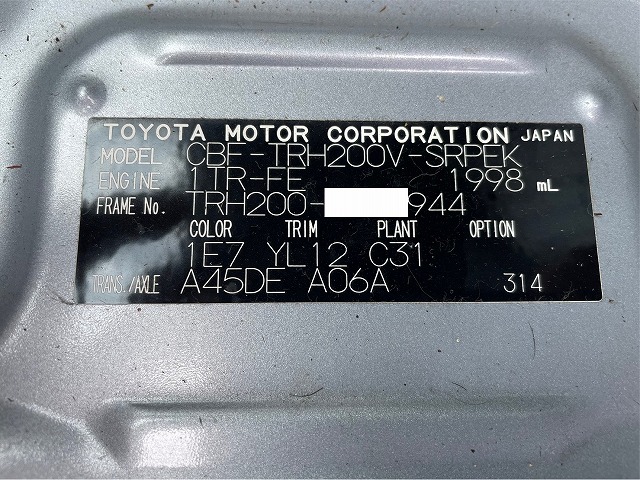 TOYOTA MOTOR CORPORATION JAPAN
MODEL CBF-TRH200V-SRPEK
ENGINE 1TR-FE 1998 mL
FRAME No. TRH200- 944
COLOR TRIM PLANT OPTION
1E7 YL12 C31
TRANS./AXLE A45DE A06A 314